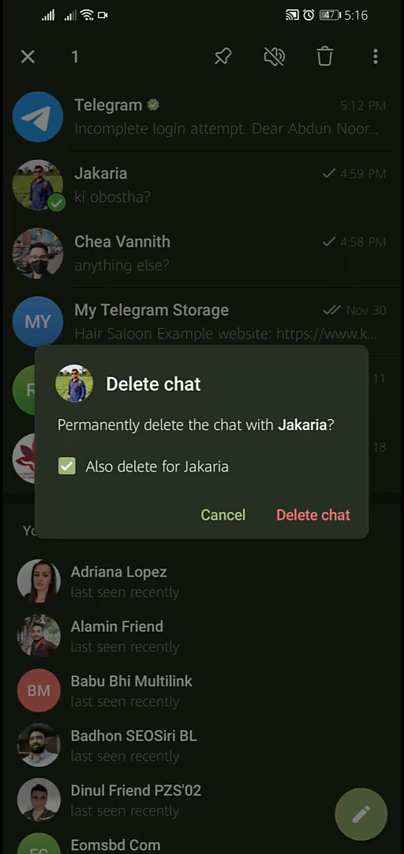 47 5:16
1
Telegram 5:12 PM
Incomplete login attempt. Dear Abdun Noor...
Jakaria 4:59 PM
ki obostha?
Chea Vannith 4:58 PM
anything else?
MY My Telegram Storage Nov 30
Hair Saloon Example website: https://www.k...
R 11
Delete chat
Permanently delete the chat with Jakaria?
18
Also delete for Jakaria
Cancel Delete chat
Yo
Adriana Lopez
last seen recently
Alamin Friend
last seen recently
BM Babu Bhi Multilink
last seen recently
Badhon SEOSiri BL
last seen recently
Dinul Friend PZS'02
last seen recently
Eomsbd Com